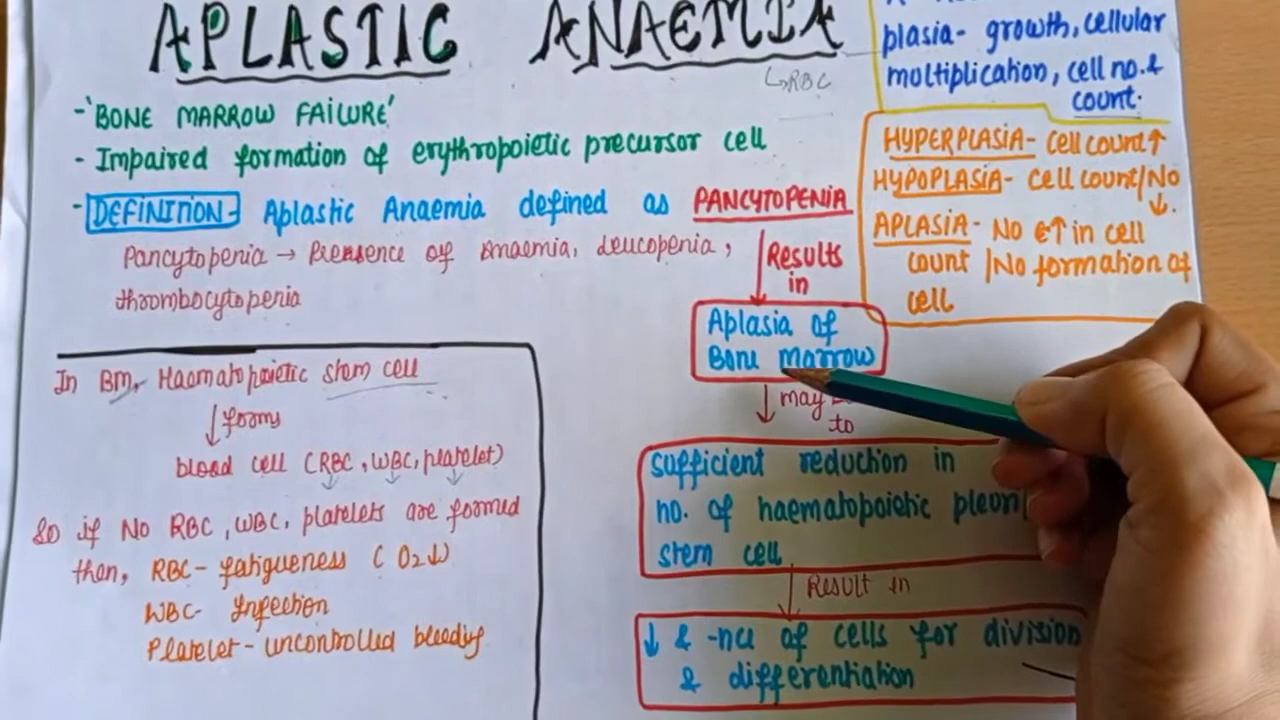 APLASTIC ANAEMIA
↳RBC
- 'BONE MARROW FAILURE'
- Impaired formation of erythropoietic precursor cell
- DEFINITION- Aplastic Anaemia defined as PANCYTOPENIA
Pancytopenia → Presence of anaemia, leucopenia,
thrombocytopenia
plasia- growth, cellular
multiplication, cell no. &
count.
HYPERPLASIA- Cell count ↑
HYPOPLASIA- Cell count/No ↓.
APLASIA- No ↑ in cell
count /No formation of
cell
↓ Results
in
Aplasia of
Bone marrow
↓ may
to
sufficient reduction in
no. of haematopoietic
stem cell
↓ Result in
↓ & -nce of cells for division
& differentiation
In BM, Haematopoietic stem cell
↓ forms
blood cell (RBC, WBC, platelet)
So if No RBC, WBC, platelets are formed
then, RBC- fatigueness (O2↓)
WBC- Infection
Platelet- uncontrolled bleeding